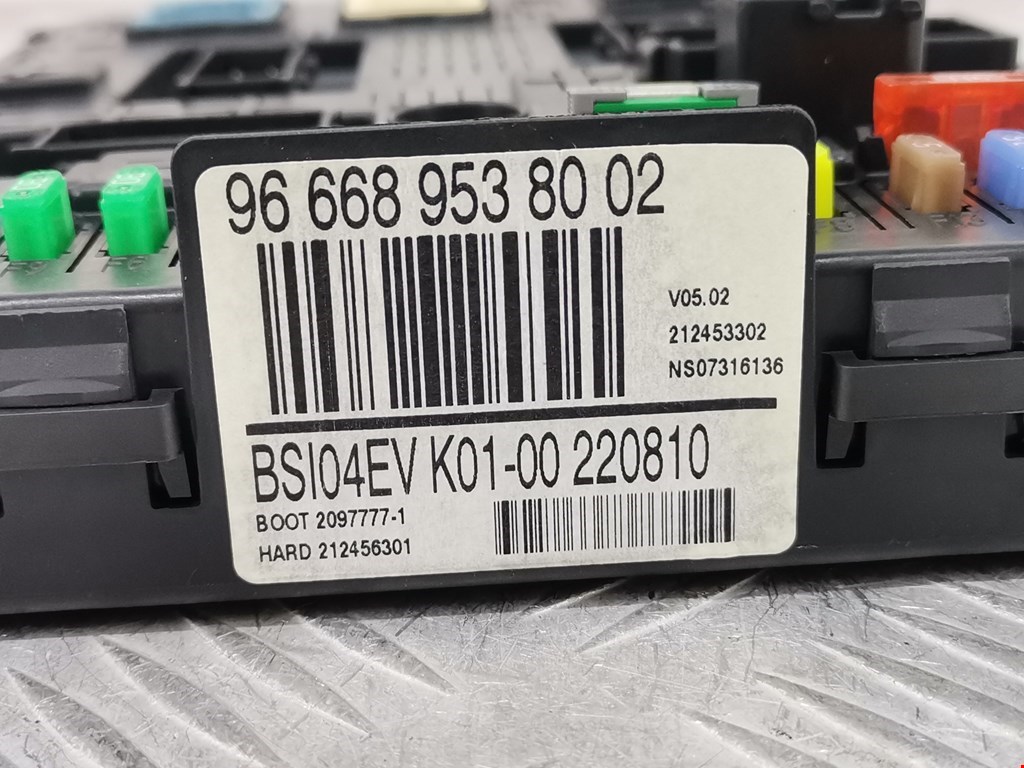 96 668 953 80 02
V05.02
212453302
NS07316136
BSI04EV K01-00 220810
BOOT 2097777-1
HARD 212456301